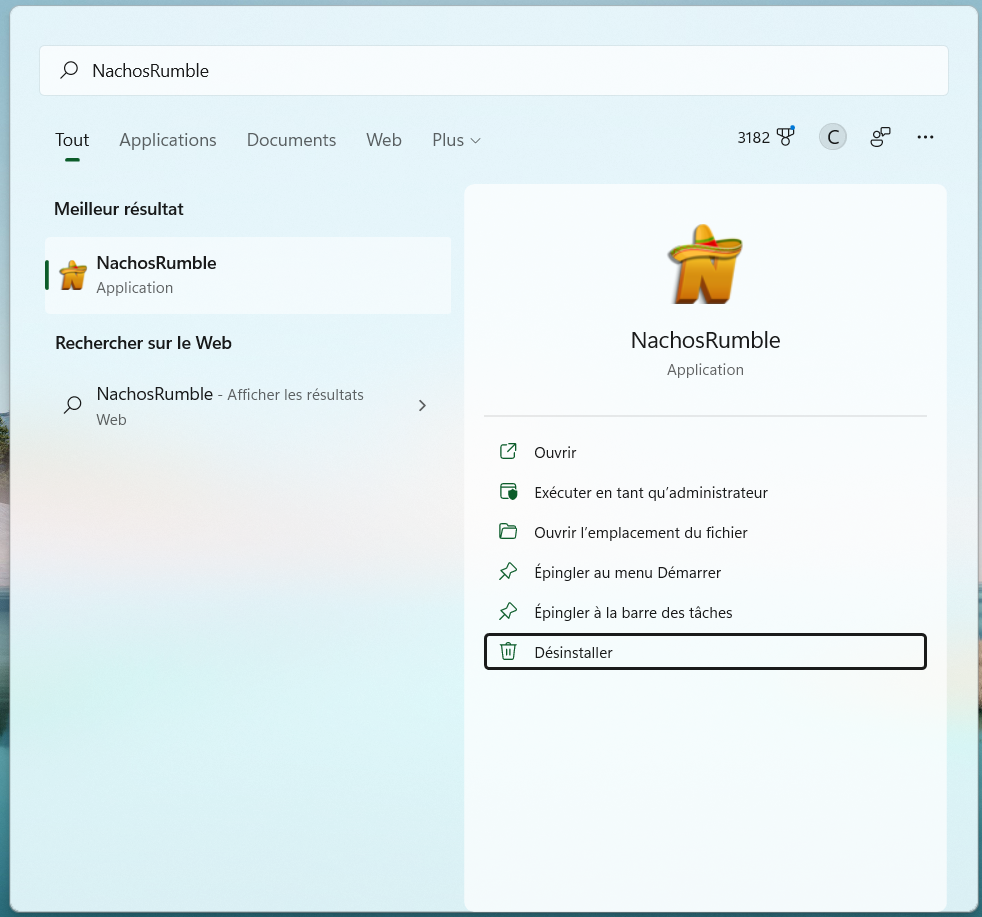 NachosRumble
Tout
Applications
Documents
Web
Plus
3182
C
Meilleur résultat
NachosRumble
Application
Rechercher sur le Web
NachosRumble - Afficher les résultats
Web
N
NachosRumble
Application
Ouvrir
Exécuter en tant qu'administrateur
Ouvrir l'emplacement du fichier
Épingler au menu Démarrer
Épingler à la barre des tâches
Désinstaller